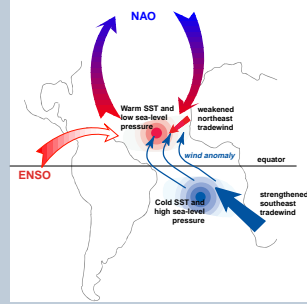 NAO
Warm SST and
low sea-level
pressure
weakened
northeast
tradewind
wind anomaly
equator
ENSO
Cold SST and
high sea-level
pressure
strengthened
southeast
tradewind